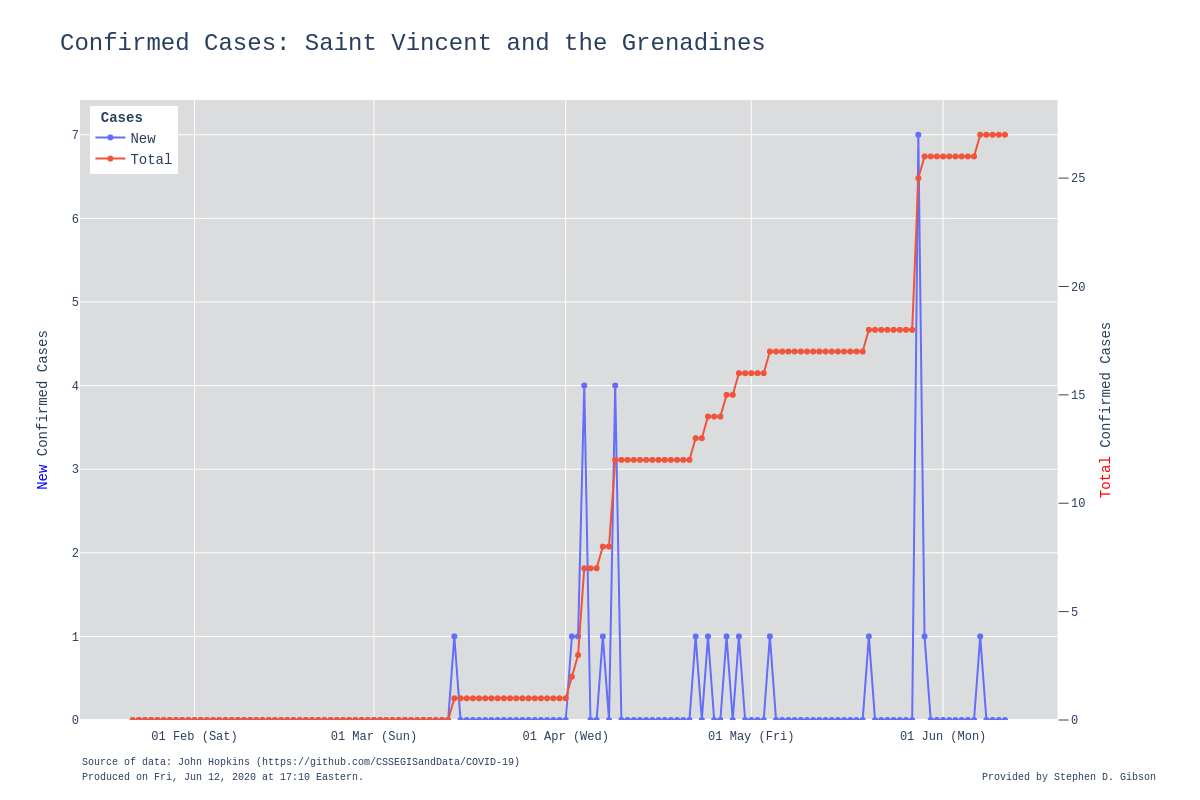 Confirmed Cases: Saint Vincent and the Grenadines
Cases
New
Total
7
6
5
4
3
2
1
0
25
20
15
10
5
0
New Confirmed Cases
Total Confirmed Cases
01 Feb (Sat)
01 Mar (Sun)
01 Apr (Wed)
01 May (Fri)
01 Jun (Mon)
Source of data: John Hopkins (https://github.com/CSSEGISandData/COVID-19)
Produced on Fri, Jun 12, 2020 at 17:10 Eastern.
Provided by Stephen D. Gibson